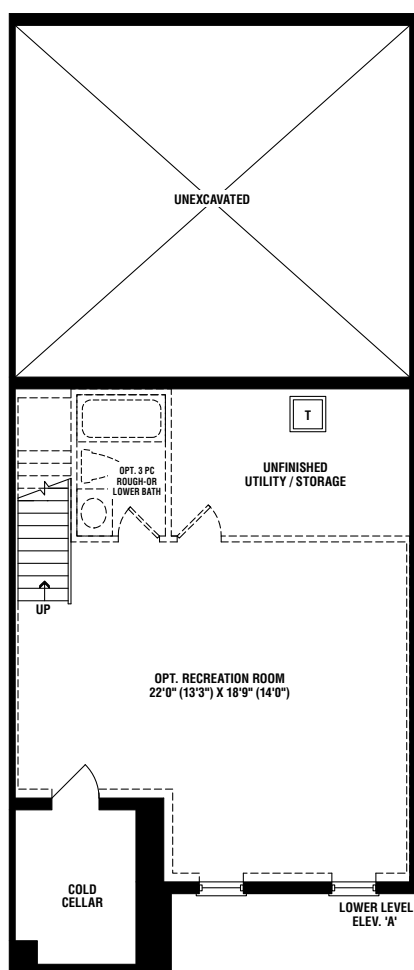 UNEXCAVATED
T
OPT. 3 PC
ROUGH-OR
LOWER BATH
UNFINISHED
UTILITY / STORAGE
UP
OPT. RECREATION ROOM
22'0" (13'3") X 18'9" (14'0")
COLD
CELLAR
LOWER LEVEL
ELEV. 'A'